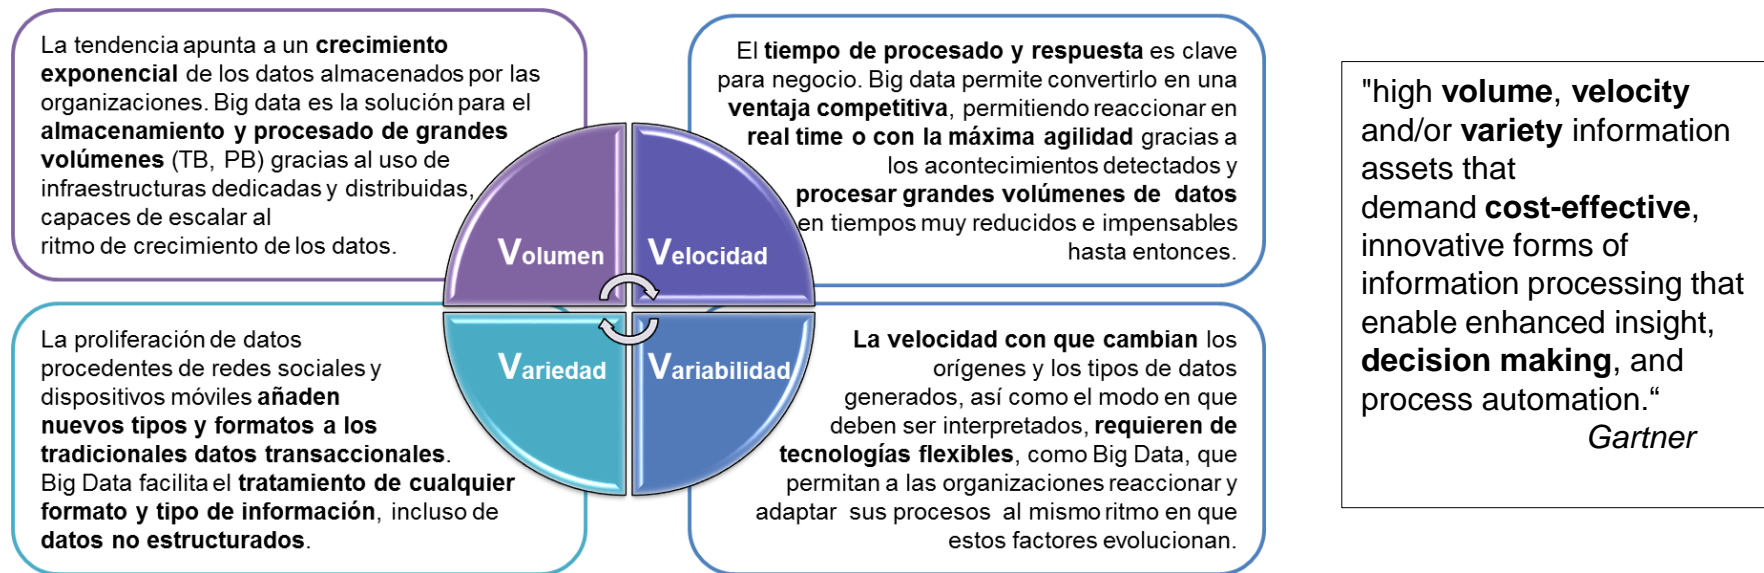 La tendencia apunta a un crecimiento
exponencial de los datos almacenados por las
organizaciones. Big data es la solución para el
almacenamiento y procesado de grandes
volúmenes (TB, PB) gracias al uso de
infraestructuras dedicadas y distribuidas,
capaces de escalar al
ritmo de crecimiento de los datos.
El tiempo de procesado y respuesta es clave
para negocio. Big data permite convertirlo en una
ventaja competitiva, permitiendo reaccionar en
real time o con la máxima agilidad gracias a
los acontecimientos detectados y
procesar grandes volúmenes de datos
en tiempos muy reducidos e impensables
hasta entonces.
Volumen
Velocidad
Variedad
Variabilidad
La proliferación de datos
procedentes de redes sociales y
dispositivos móviles añaden
nuevos tipos y formatos a los
tradicionales datos transaccionales.
Big Data facilita el tratamiento de cualquier
formato y tipo de información, incluso de
datos no estructurados.
La velocidad con que cambian los
orígenes y los tipos de datos
generados, así como el modo en que
deben ser interpretados, requieren de
tecnologías flexibles, como Big Data, que
permitan a las organizaciones reaccionar y
adaptar sus procesos al mismo ritmo en que
estos factores evolucionan.
"high volume, velocity
and/or variety information
assets that
demand cost-effective,
innovative forms of
information processing that
enable enhanced insight,
decision making, and
process automation.“
Gartner